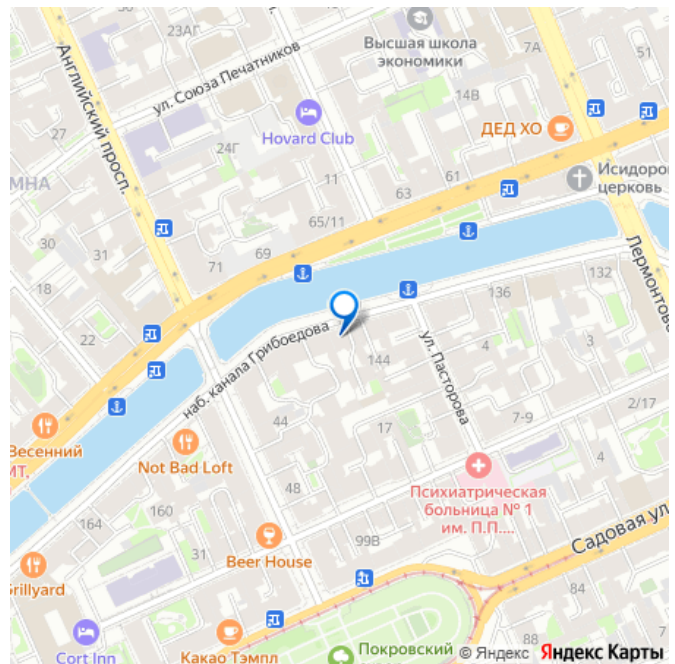 23АГ
Высшая школа
экономики
7А
51
Английский просп.
ул. Союза Печатников
14В
27
Hovard Club
ДЕД ХО
24Г
МНА
11
61
63
Исидоров
церковь
65/11
30
69
31
71
Лермонтовс
132
18
136
22
наб. канала Грибоедова
144
ул. Пасторова
4
3
44
17
7-9
2/17
Весенний
МТ.
Not Bad Loft
4
48
Психиатрическая
больница № 1
им. П.П....
164
160
99В
Садовая ул
31
Beer House
Grillyard
84
88
7
Cort Inn
Какао Тэмпл
Покровский
© Яндекс Яндекс Карты